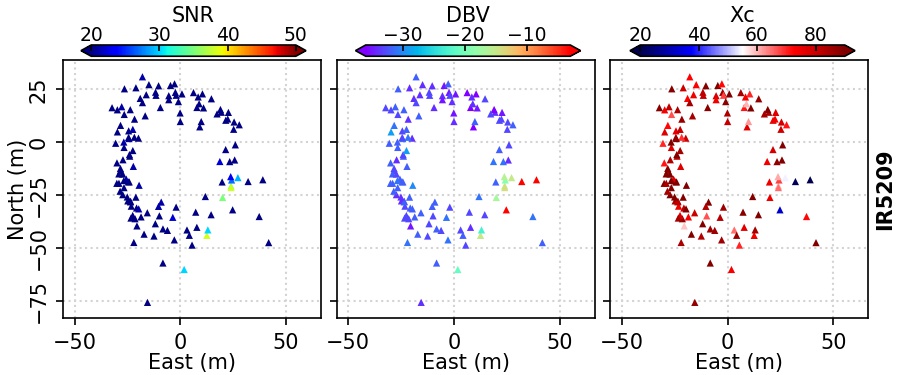 SNR DBV Xc
20 30 40 50 −30 −20 −10 20 40 60 80
25
0
−25
−50
−75
North (m)
−50 0 50 −50 0 50 −50 0 50
East (m) East (m) East (m)
IR5209